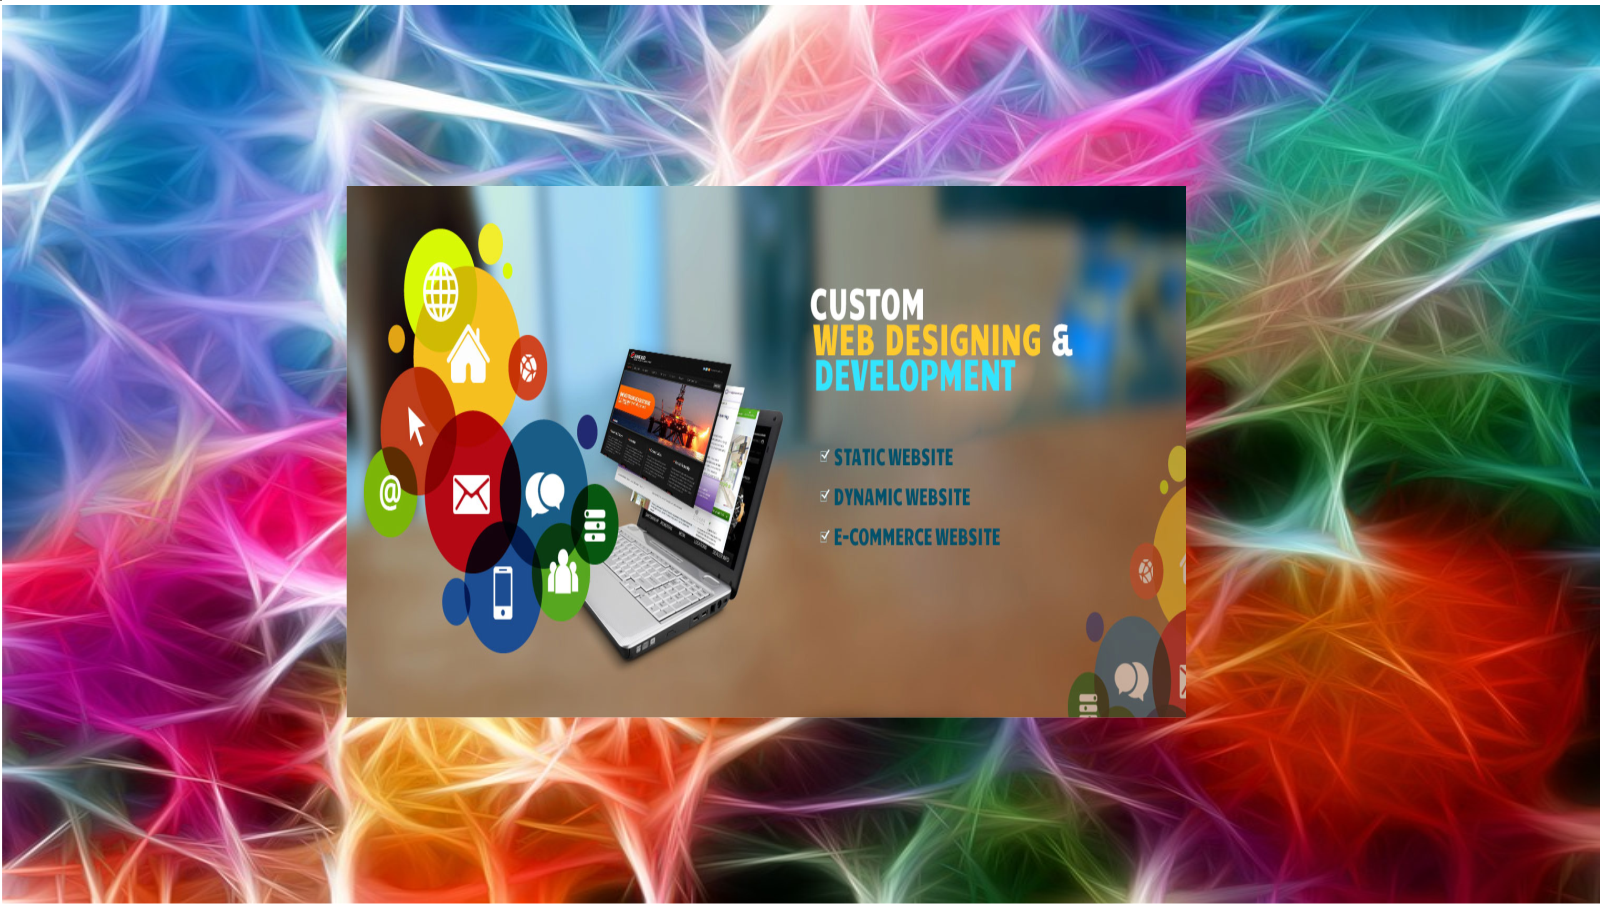 CUSTOM
WEB DESIGNING &
DEVELOPMENT
STATIC WEBSITE
DYNAMIC WEBSITE
E-COMMERCE WEBSITE
@